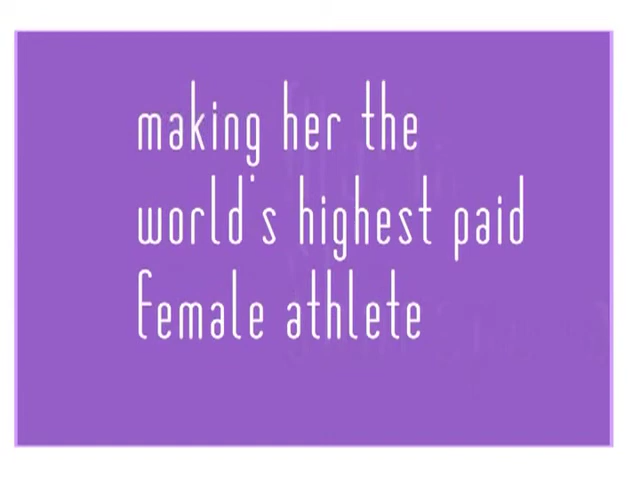 making her the
world's highest paid
female athlete